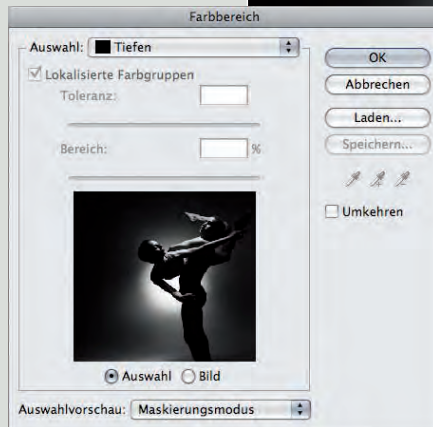 Farbbereich
Auswahl: Tiefen
Lokalisierte Farbgruppen
Toleranz:
Bereich: %
Auswahl Bild
Auswahlvorschau: Maskierungsmodus
OK
Abbrechen
Laden...
Speichern...
Umkehren